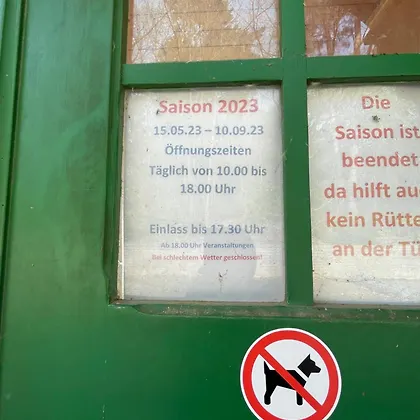 Saison 2023
15.05.23 – 10.09.23
Öffnungszeiten
Täglich von 10.00 bis
18.00 Uhr
Einlass bis 17.30 Uhr
Ab 18.00 Uhr Veranstaltungen
Bei schlechtem Wetter geschlossen!
Die
Saison ist
beendet
da hilft auc
kein Rütte
an der Tü